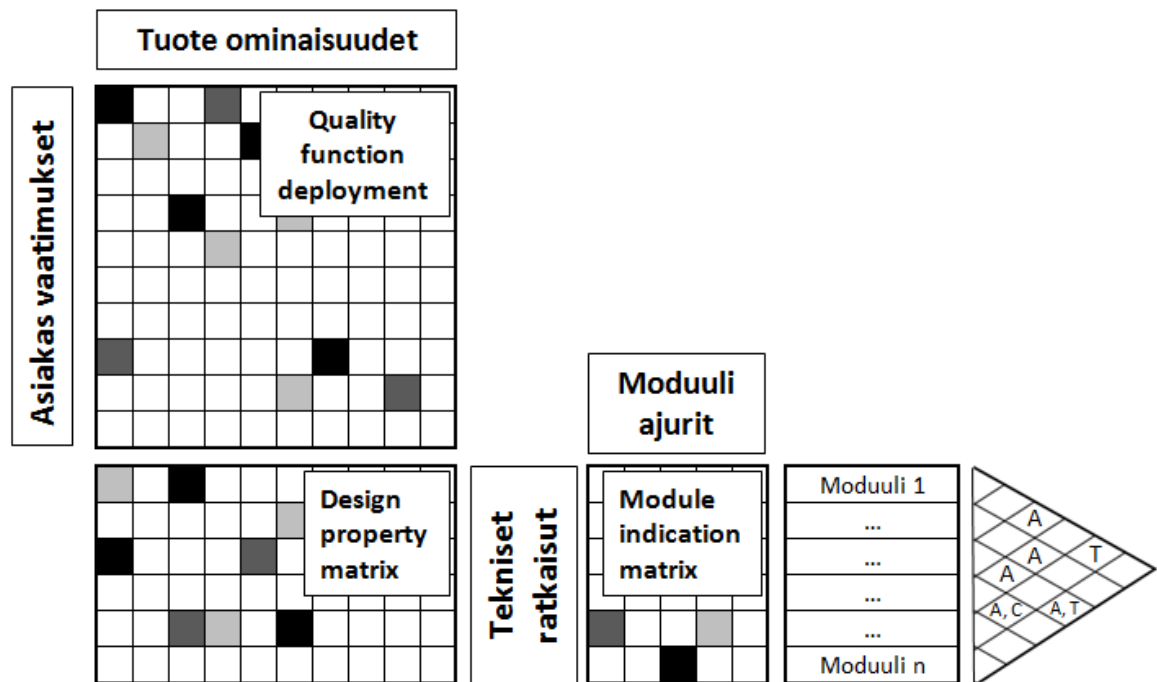 Tuote ominaisuudet
Asiakas vaatimukset
Quality
function
deployment
Moduuli
ajurit
Design
property
matrix
Tekniset
ratkaisut
Module
indication
matrix
Moduuli 1
...
...
...
...
Moduuli n
A
A
T
A
A, C
A, T